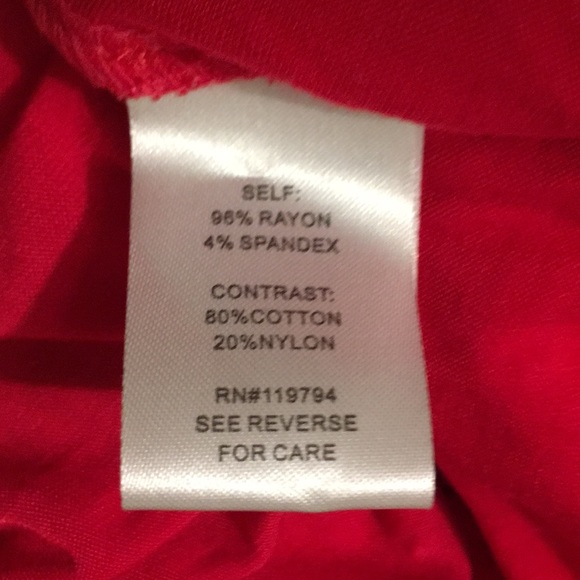 SELF:
96% RAYON
4% SPANDEX
CONTRAST:
80%COTTON
20%NYLON
RN#119794
SEE REVERSE
FOR CARE